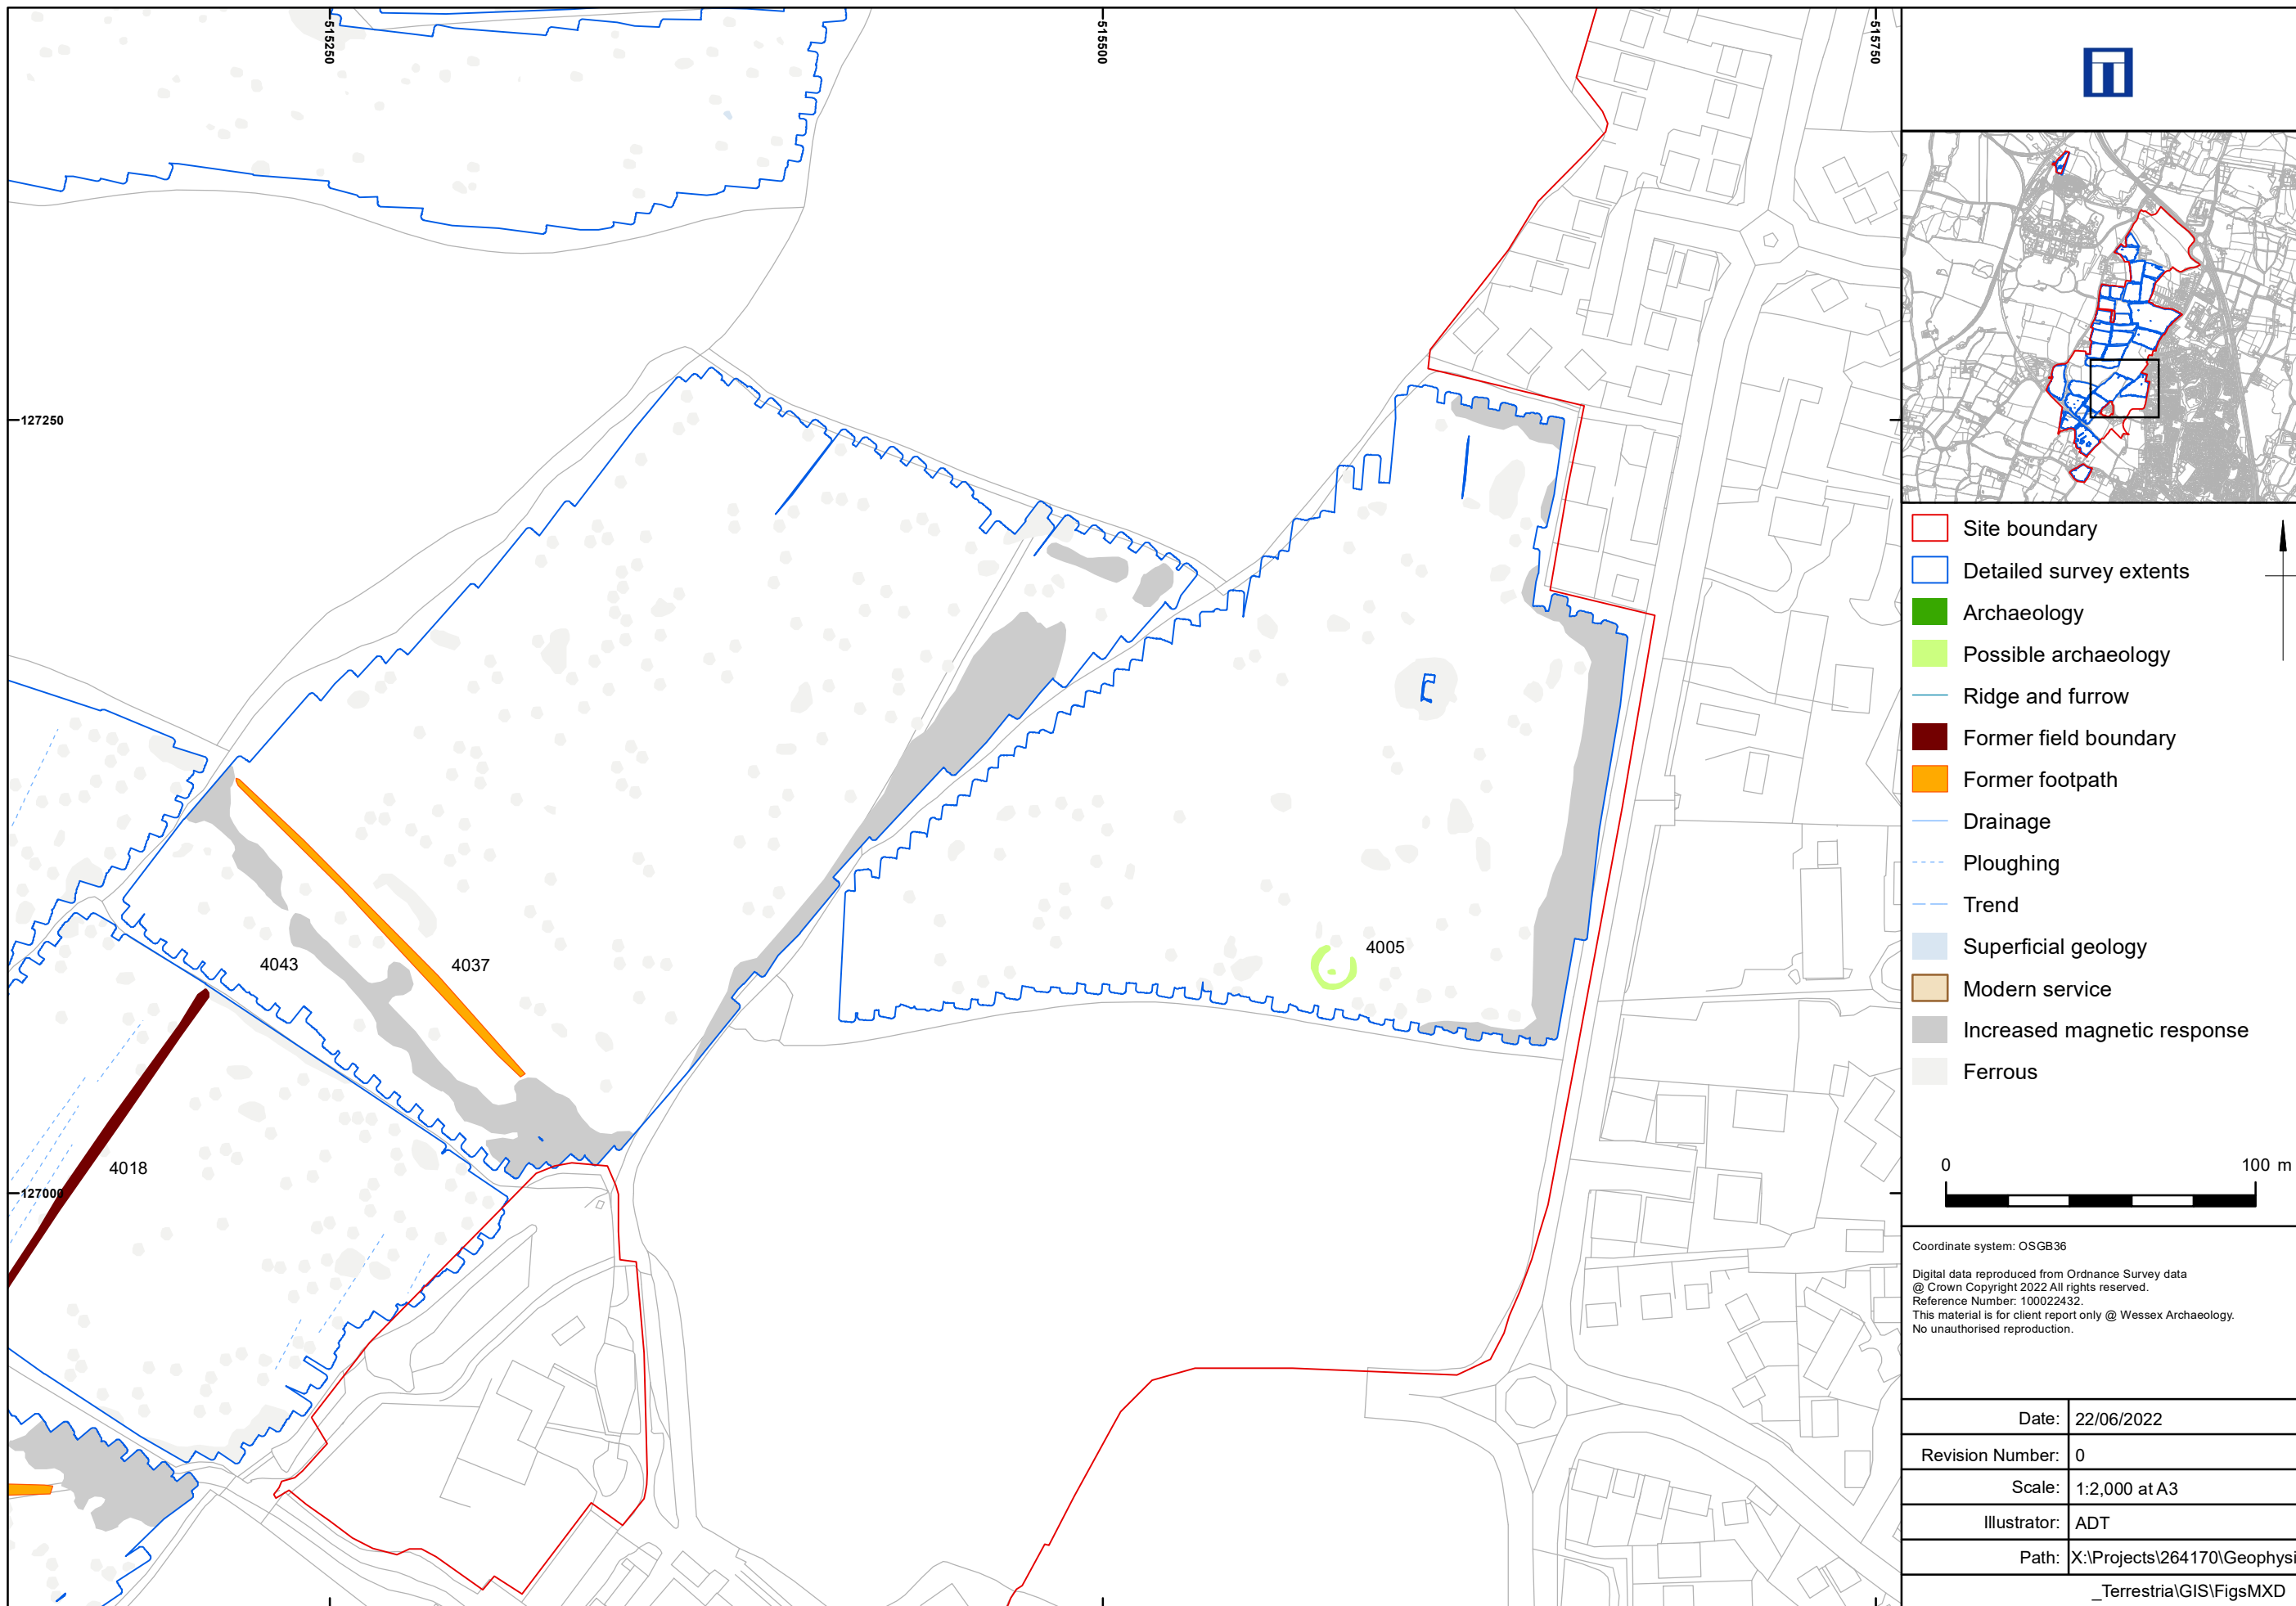 515250
515500
515750
127250
127000
4043
4037
4005
4018
Site boundary
Detailed survey extents
Archaeology
Possible archaeology
Ridge and furrow
Former field boundary
Former footpath
Drainage
Ploughing
Trend
Superficial geology
Modern service
Increased magnetic response
Ferrous
0 100 m
Coordinate system: OSGB36
Digital data reproduced from Ordnance Survey data
@ Crown Copyright 2022 All rights reserved.
Reference Number: 100022432.
This material is for client report only @ Wessex Archaeology.
No unauthorised reproduction.
Date: 22/06/2022
Revision Number: 0
Scale: 1:2,000 at A3
Illustrator: ADT
Path: X:\Projects\264170\Geophysi
_Terrestria\GIS\FigsMXD